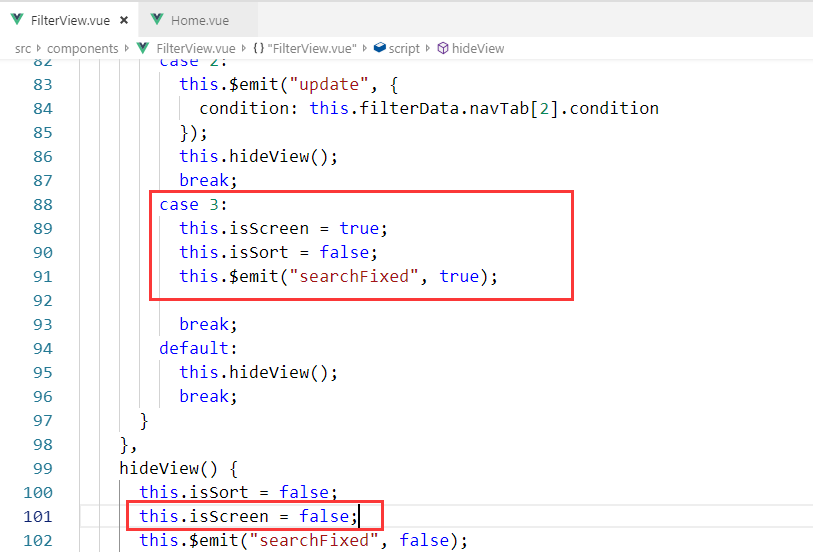 FilterView.vue × Home.vue
src components FilterView.vue {} "FilterView.vue" script hideView
82 case 2:
83 this.$emit("update", {
84 condition: this.filterData.navTab[2].condition
85 });
86 this.hideView();
87 break;
88 case 3:
89 this.isScreen = true;
90 this.isSort = false;
91 this.$emit("searchFixed", true);
92
93 break;
94 default:
95 this.hideView();
96 break;
97 }
98 },
99 hideView() {
100 this.isSort = false;
101 this.isScreen = false;
102 this.$emit("searchFixed", false);